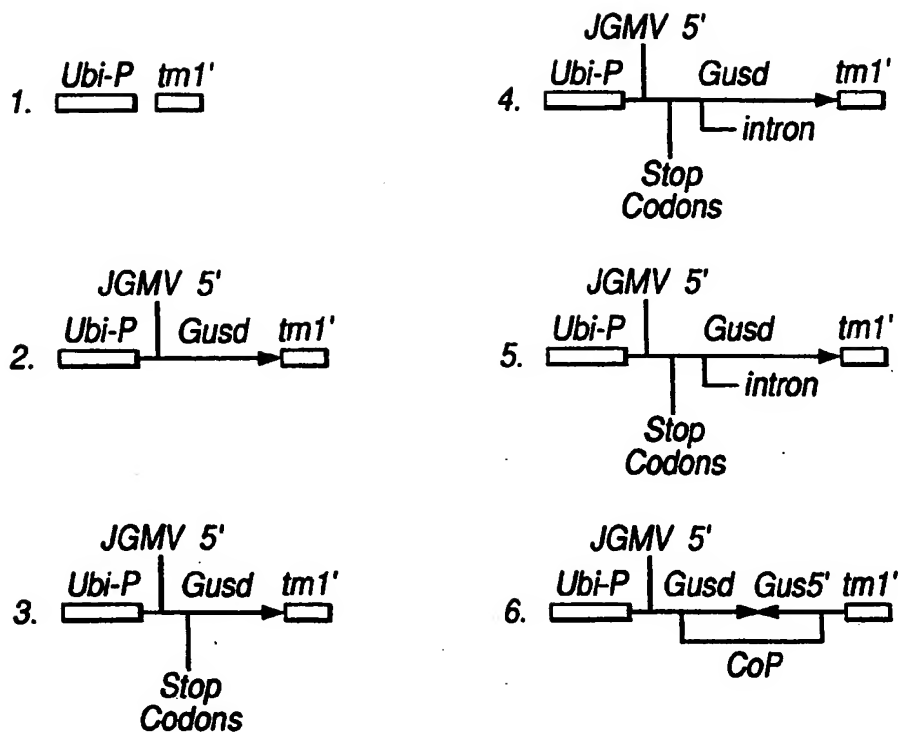 1. Ubi-P tm1'
2. JGMV 5'
Ubi-P Gusd tm1'
3. JGMV 5'
Ubi-P Gusd tm1'
Stop
Codons
4. JGMV 5'
Ubi-P Gusd tm1'
intron
Stop
Codons
5. JGMV 5'
Ubi-P Gusd tm1'
intron
Stop
Codons
6. JGMV 5'
Ubi-P Gusd Gus5' tm1'
CoP